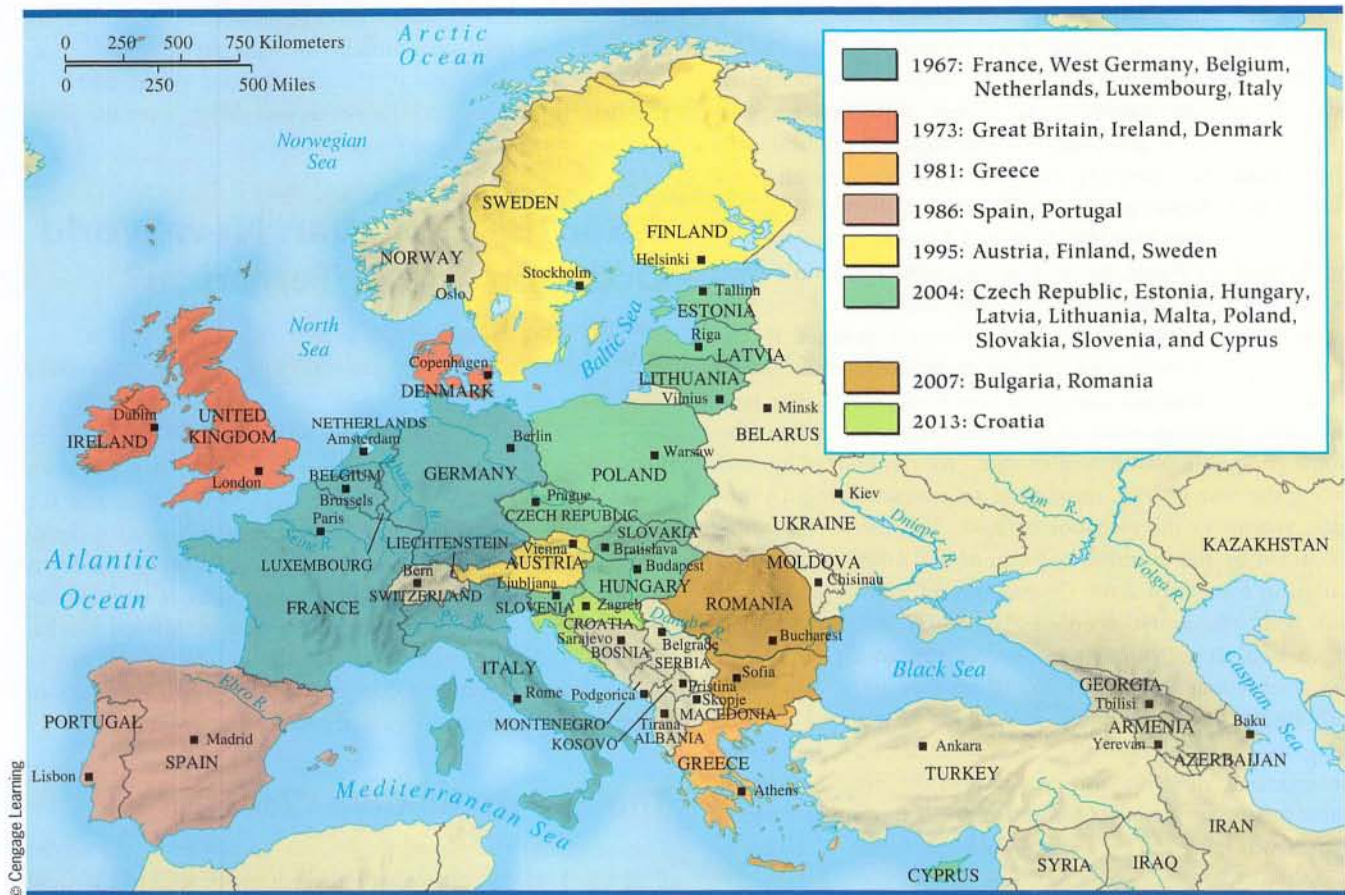 0 250 500 750 Kilometers
0 250 500 Miles
Arctic
Ocean
1967: France, West Germany, Belgium,
Netherlands, Luxembourg, Italy
1973: Great Britain, Ireland, Denmark
1981: Greece
1986: Spain, Portugal
1995: Austria, Finland, Sweden
2004: Czech Republic, Estonia, Hungary,
Latvia, Lithuania, Malta, Poland,
Slovakia, Slovenia, and Cyprus
2007: Bulgaria, Romania
2013: Croatia
Norwegian
Sea
SWEDEN
FINLAND
Helsinki
NORWAY
Oslo
Stockholm
Tallinn
ESTONIA
North
Sea
Baltic Sea
Riga
LATVIA
Copenhagen
DENMARK
LITHUANIA
Vilnius
Minsk
BELARUS
Dublin
IRELAND
UNITED
KINGDOM
London
NETHERLANDS
Amsterdam
Berlin
GERMANY
Warsaw
POLAND
BELGIUM
Brussels
Rhine R.
Paris
Seine R.
Prague
CZECH REPUBLIC
Kiev
UKRAINE
Dnieper R.
Don R.
Volga R.
KAZAKHSTAN
SLOVAKIA
LUXEMBOURG
LIECHTENSTEIN
Vienna
AUSTRIA
Bratislava
Budapest
HUNGARY
MOLDOVA
Chisinau
Atlantic
Ocean
Bern
SWITZERLAND
FRANCE
Ljubljana
SLOVENIA
Zagreb
CROATIA
ROMANIA
Bucharest
Po R.
Danube R.
Sarajevo
BOSNIA
Belgrade
SERBIA
ITALY
Rome
Sofia
Black Sea
Caspian Sea
Podgorica
Pristina
Skopje
MONTENEGRO
MACEDONIA
KOSOVO
Tirana
ALBANIA
GEORGIA
Tbilisi
ARMENIA
Yerevan
Baku
AZERBAIJAN
Ebro R.
PORTUGAL
Madrid
SPAIN
Lisbon
GREECE
Athens
Ankara
TURKEY
Mediterranean Sea
IRAN
CYPRUS
SYRIA
IRAQ
© Cengage Learning